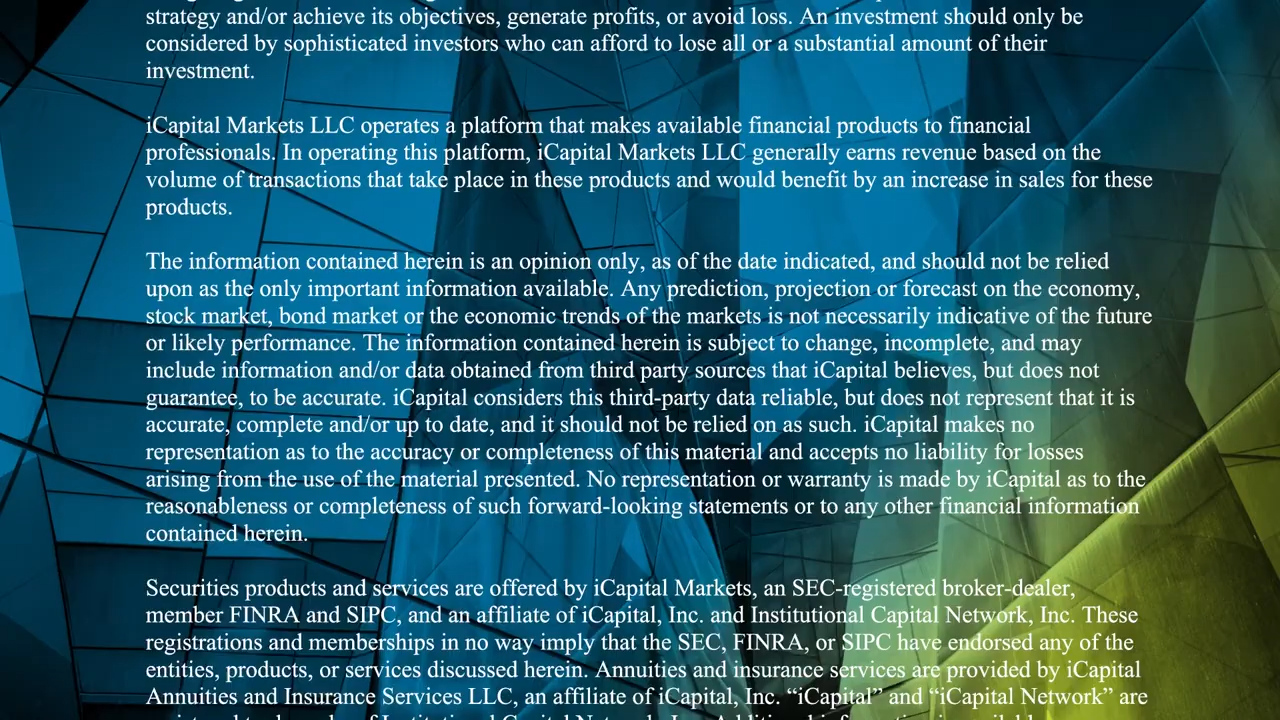 strategy and/or achieve its objectives, generate profits, or avoid loss. An investment should only be
considered by sophisticated investors who can afford to lose all or a substantial amount of their
investment.
iCapital Markets LLC operates a platform that makes available financial products to financial
professionals. In operating this platform, iCapital Markets LLC generally earns revenue based on the
volume of transactions that take place in these products and would benefit by an increase in sales for these
products.
The information contained herein is an opinion only, as of the date indicated, and should not be relied
upon as the only important information available. Any prediction, projection or forecast on the economy,
stock market, bond market or the economic trends of the markets is not necessarily indicative of the future
or likely performance. The information contained herein is subject to change, incomplete, and may
include information and/or data obtained from third party sources that iCapital believes, but does not
guarantee, to be accurate. iCapital considers this third-party data reliable, but does not represent that it is
accurate, complete and/or up to date, and it should not be relied on as such. iCapital makes no
representation as to the accuracy or completeness of this material and accepts no liability for losses
arising from the use of the material presented. No representation or warranty is made by iCapital as to the
reasonableness or completeness of such forward-looking statements or to any other financial information
contained herein.
Securities products and services are offered by iCapital Markets, an SEC-registered broker-dealer,
member FINRA and SIPC, and an affiliate of iCapital, Inc. and Institutional Capital Network, Inc. These
registrations and memberships in no way imply that the SEC, FINRA, or SIPC have endorsed any of the
entities, products, or services discussed herein. Annuities and insurance services are provided by iCapital
Annuities and Insurance Services LLC, an affiliate of iCapital, Inc. “iCapital” and “iCapital Network” are